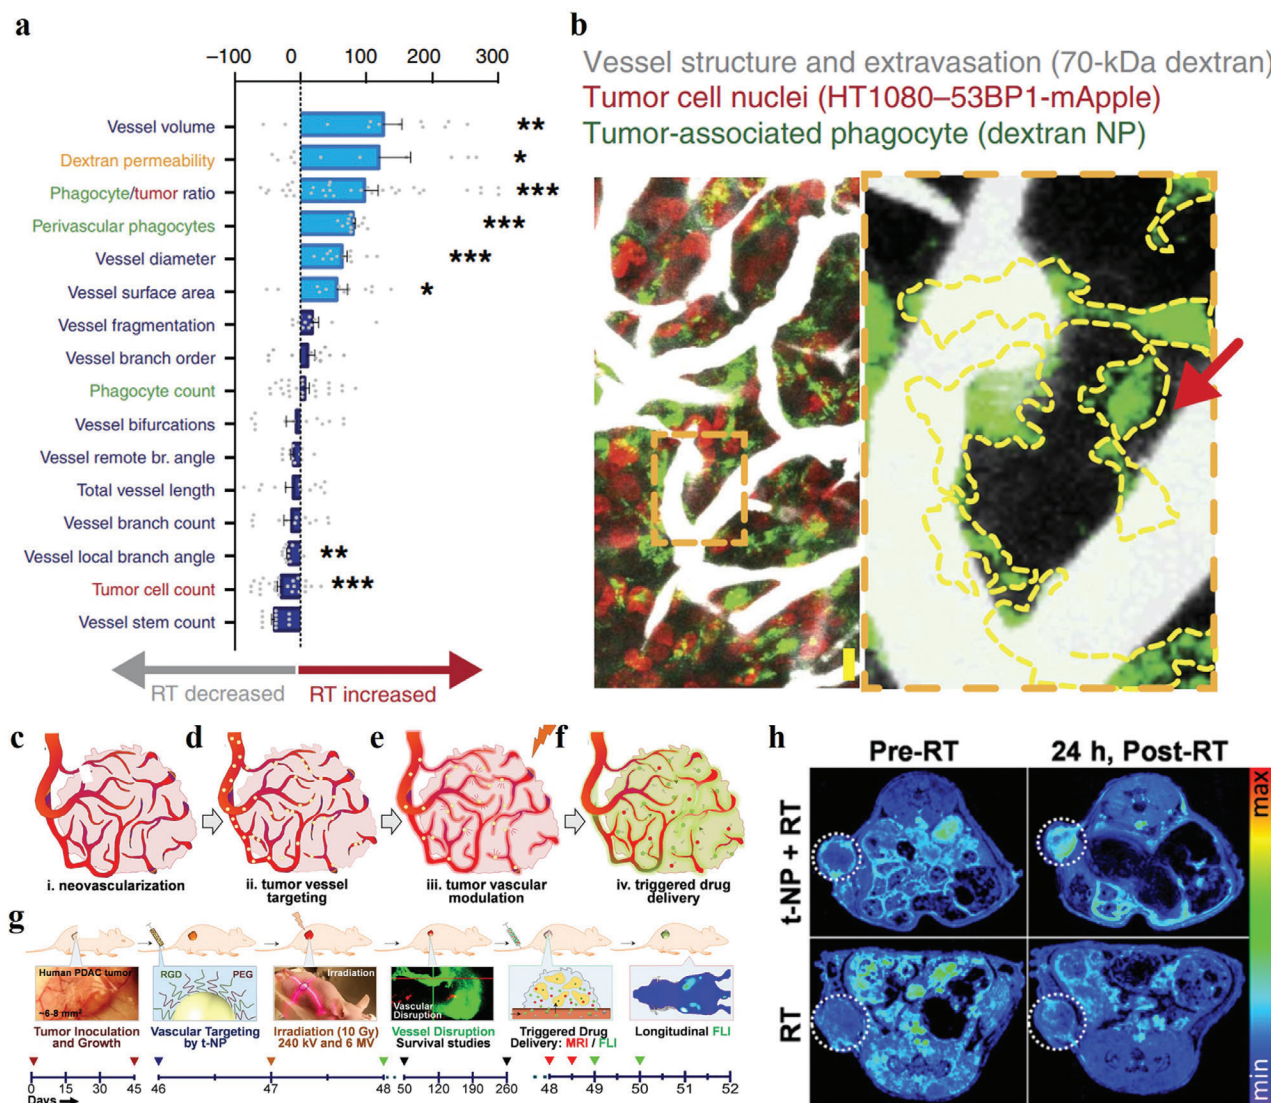 a
−100 0 100 200 300
Vessel volume **
Dextran permeability *
Phagocyte/tumor ratio ***
Perivascular phagocytes ***
Vessel diameter ***
Vessel surface area *
Vessel fragmentation
Vessel branch order
Phagocyte count
Vessel bifurcations
Vessel remote br. angle
Total vessel length
Vessel branch count
Vessel local branch angle **
Tumor cell count ***
Vessel stem count
RT decreased RT increased
b
Vessel structure and extravasation (70-kDa dextran)
Tumor cell nuclei (HT1080–53BP1-mApple)
Tumor-associated phagocyte (dextran NP)
c
i. neovascularization
d
ii. tumor vessel
targeting
e
iii. tumor vascular
modulation
f
iv. triggered drug
delivery
g
Human PDAC tumor
~6-8 mm²
Tumor Inoculation
and Growth
RGD PEG
Vascular Targeting
by t-NP
Irradiation
Irradiation (10 Gy)
240 kV and 6 MV
Vascular
Disruption
Vessel Disruption
Survival studies
Triggered Drug
Delivery: MRI / FLI
Longitudinal FLI
0 15 30 45 46 47 48 50 120 190 260 48 49 50 51 52
Days
h
Pre-RT 24 h, Post-RT
t-NP + RT
RT
max
min